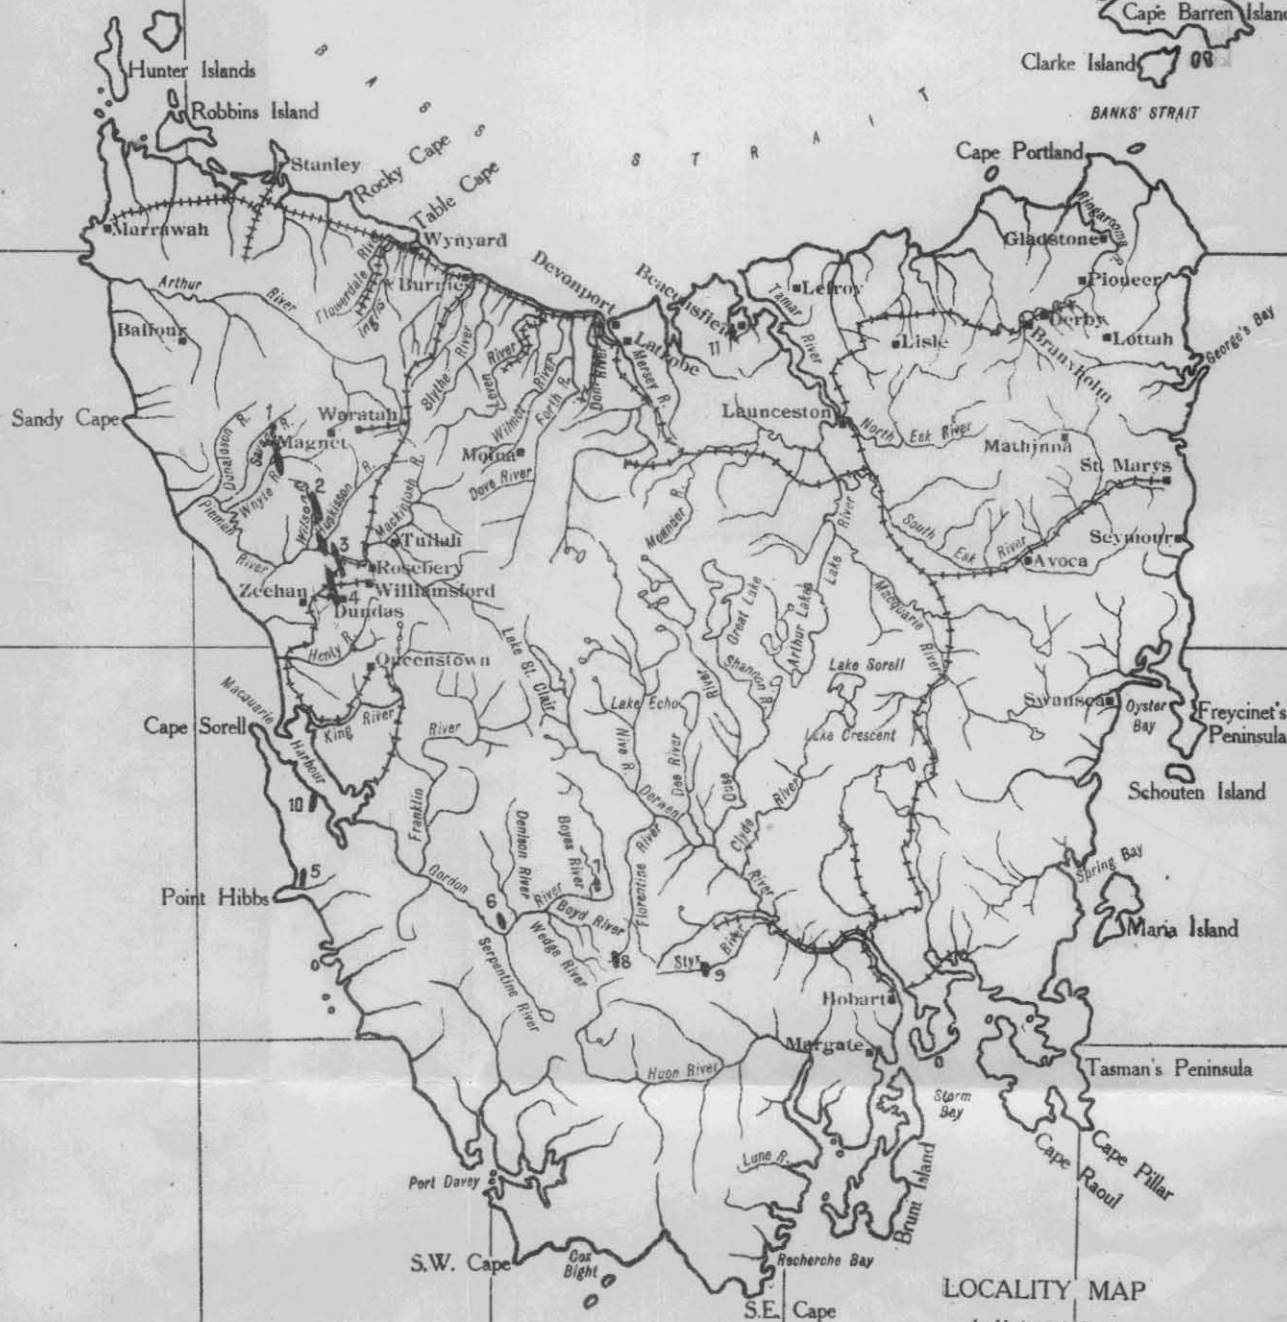 Cape Barren Island
Clarke Island
BANKS' STRAIT
BASS STRAIT
Hunter Islands
Robbins Island
Stanley
Rocky Cape
Table Cape
Cape Portland
Marrawah
Wynyard
Flowerdale River
Inglis
Burnie
Devonport
Beaconsfield
11
Lefroy
Tamar River
Gladstone
Ringarooma R
Pioneer
Arthur River
Balfour
Blythe River
Leven River
Wilmot River
Forth R.
Don River
Latrobe
Mersey R.
Lisle
Derby
Branxholm
Lottah
George's Bay
Sandy Cape
Donaldson R.
1
Savage R.
Magnet
Waratah
Whyte R.
Moina
Dove River
Launceston
North Esk River
Mathinna
St. Marys
Pieman River
2
Wilson
Huskisson R.
Mackintosh R.
Meander R.
River
Lake
South Esk River
Seymour
Avoca
3
Tullah
Rosebery
Zeehan
4
Williamsford
Dundas
Henty R.
Queenstown
Great Lake
Arthur Lakes
Macquarie River
Lake St. Clair
Shannon R.
Lake Sorell
Lake Echo
Lake Crescent
Swansea
Oyster Bay
Freycinet's Peninsula
Schouten Island
Cape Sorell
Macquarie Harbour
King River
River
Franklin
Nive R.
Dee River
Ouse River
Derwent River
Clyde River
10
5
Point Hibbs
Gordon River
Denison River
Boyes River
7
Florentine River
6
Boyd River
Wedge River
Serpentine River
8
Styx River
9
Spring Bay
Maria Island
Hobart
Margate
Huon River
Storm Bay
Tasman's Peninsula
Cape Raoul
Cape Pillar
Lune R.
Brunt Island
Port Davey
S.W. Cape
Cox Bight
Recherche Bay
S.E. Cape
LOCALITY MAP